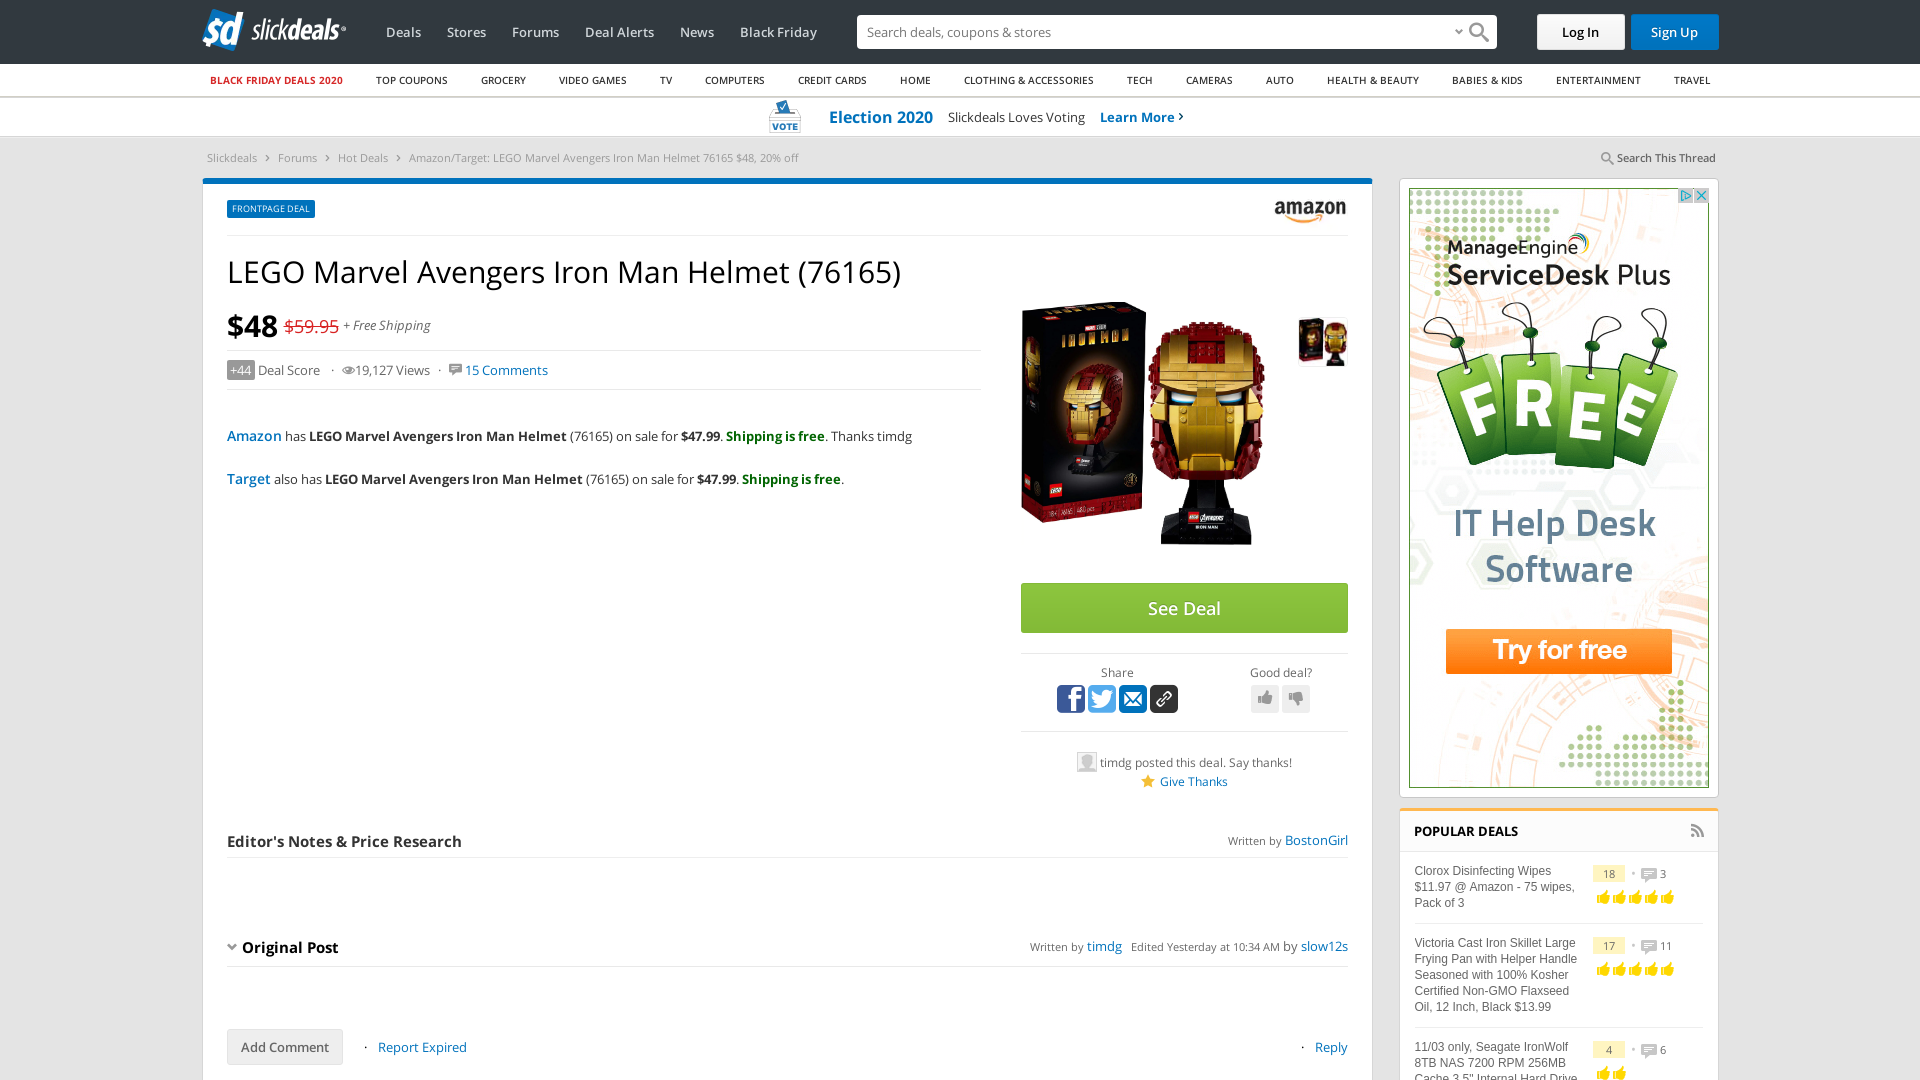 sd slickdeals
Deals
Stores
Forums
Deal Alerts
News
Black Friday
Search deals, coupons & stores
Log In
Sign Up
BLACK FRIDAY DEALS 2020
TOP COUPONS
GROCERY
VIDEO GAMES
TV
COMPUTERS
CREDIT CARDS
HOME
CLOTHING & ACCESSORIES
TECH
CAMERAS
AUTO
HEALTH & BEAUTY
BABIES & KIDS
ENTERTAINMENT
TRAVEL
VOTE
Election 2020 Slickdeals Loves Voting Learn More
Slickdeals › Forums › Hot Deals › Amazon/Target: LEGO Marvel Avengers Iron Man Helmet 76165 $48, 20% off
Search This Thread
FRONTPAGE DEAL
amazon
LEGO Marvel Avengers Iron Man Helmet (76165)
$48 $59.95 + Free Shipping
+44 Deal Score · 19,127 Views · 15 Comments
Amazon has LEGO Marvel Avengers Iron Man Helmet (76165) on sale for $47.99. Shipping is free. Thanks timdg
Target also has LEGO Marvel Avengers Iron Man Helmet (76165) on sale for $47.99. Shipping is free.
IRON MAN
See Deal
Share
Good deal?
timdg posted this deal. Say thanks!
Give Thanks
Editor's Notes & Price Research
Written by BostonGirl
Original Post
Written by timdg Edited Yesterday at 10:34 AM by slow12s
Add Comment
· Report Expired
· Reply
ManageEngine
ServiceDesk Plus
FREE
IT Help Desk
Software
Try for free
POPULAR DEALS
Clorox Disinfecting Wipes
$11.97 @ Amazon - 75 wipes,
Pack of 3
18 • 3
Victoria Cast Iron Skillet Large
Frying Pan with Helper Handle
Seasoned with 100% Kosher
Certified Non-GMO Flaxseed
Oil, 12 Inch, Black $13.99
17 • 11
11/03 only, Seagate IronWolf
8TB NAS 7200 RPM 256MB
Cache 3.5" Internal Hard Drive
4 • 6